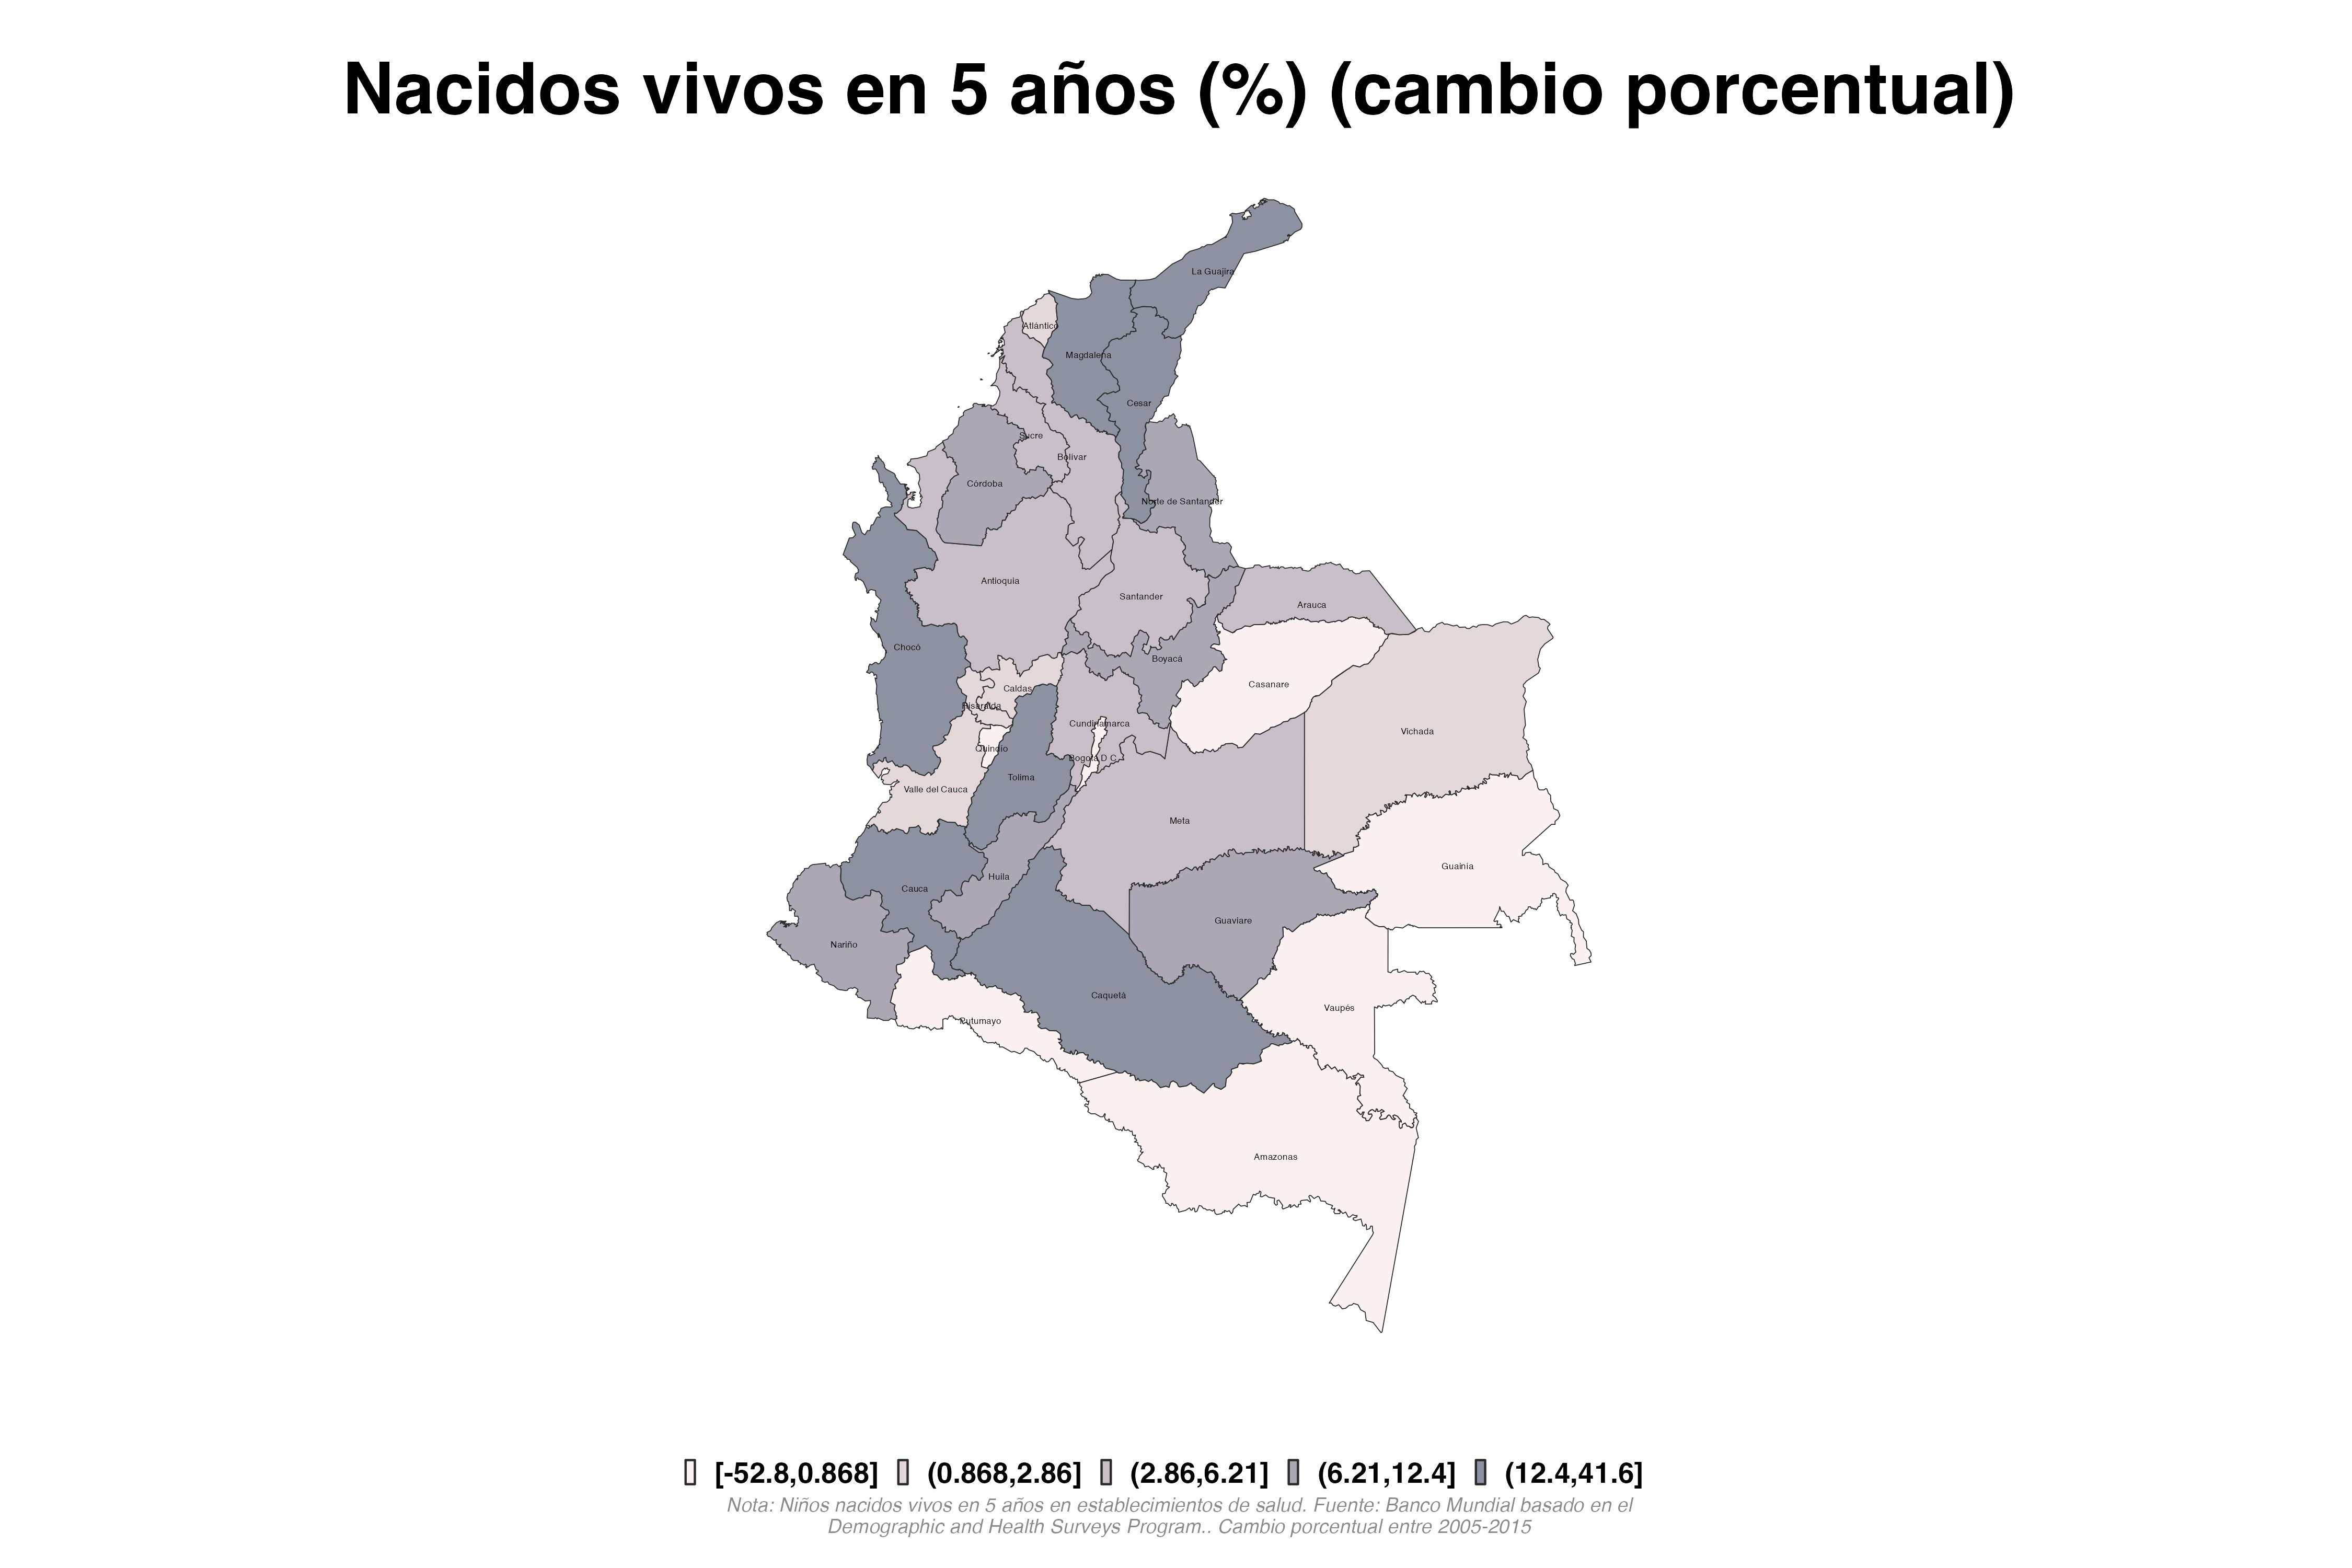 Nacidos vivos en 5 años (%) (cambio porcentual)
La Guajira
Atlántico
Magdalena
Cesar
Sucre
Bolívar
Córdoba
Norte de Santander
Antioquia
Santander
Arauca
Chocó
Boyacá
Casanare
Caldas
Risaralda
Cundinamarca
Vichada
Quindío
Bogotá D.C.
Tolima
Valle del Cauca
Meta
Guainía
Huila
Cauca
Guaviare
Nariño
Caquetá
Vaupés
Putumayo
Amazonas
[-52.8,0.868] (0.868,2.86] (2.86,6.21] (6.21,12.4] (12.4,41.6]
Nota: Niños nacidos vivos en 5 años en establecimientos de salud. Fuente: Banco Mundial basado en el
Demographic and Health Surveys Program.. Cambio porcentual entre 2005-2015